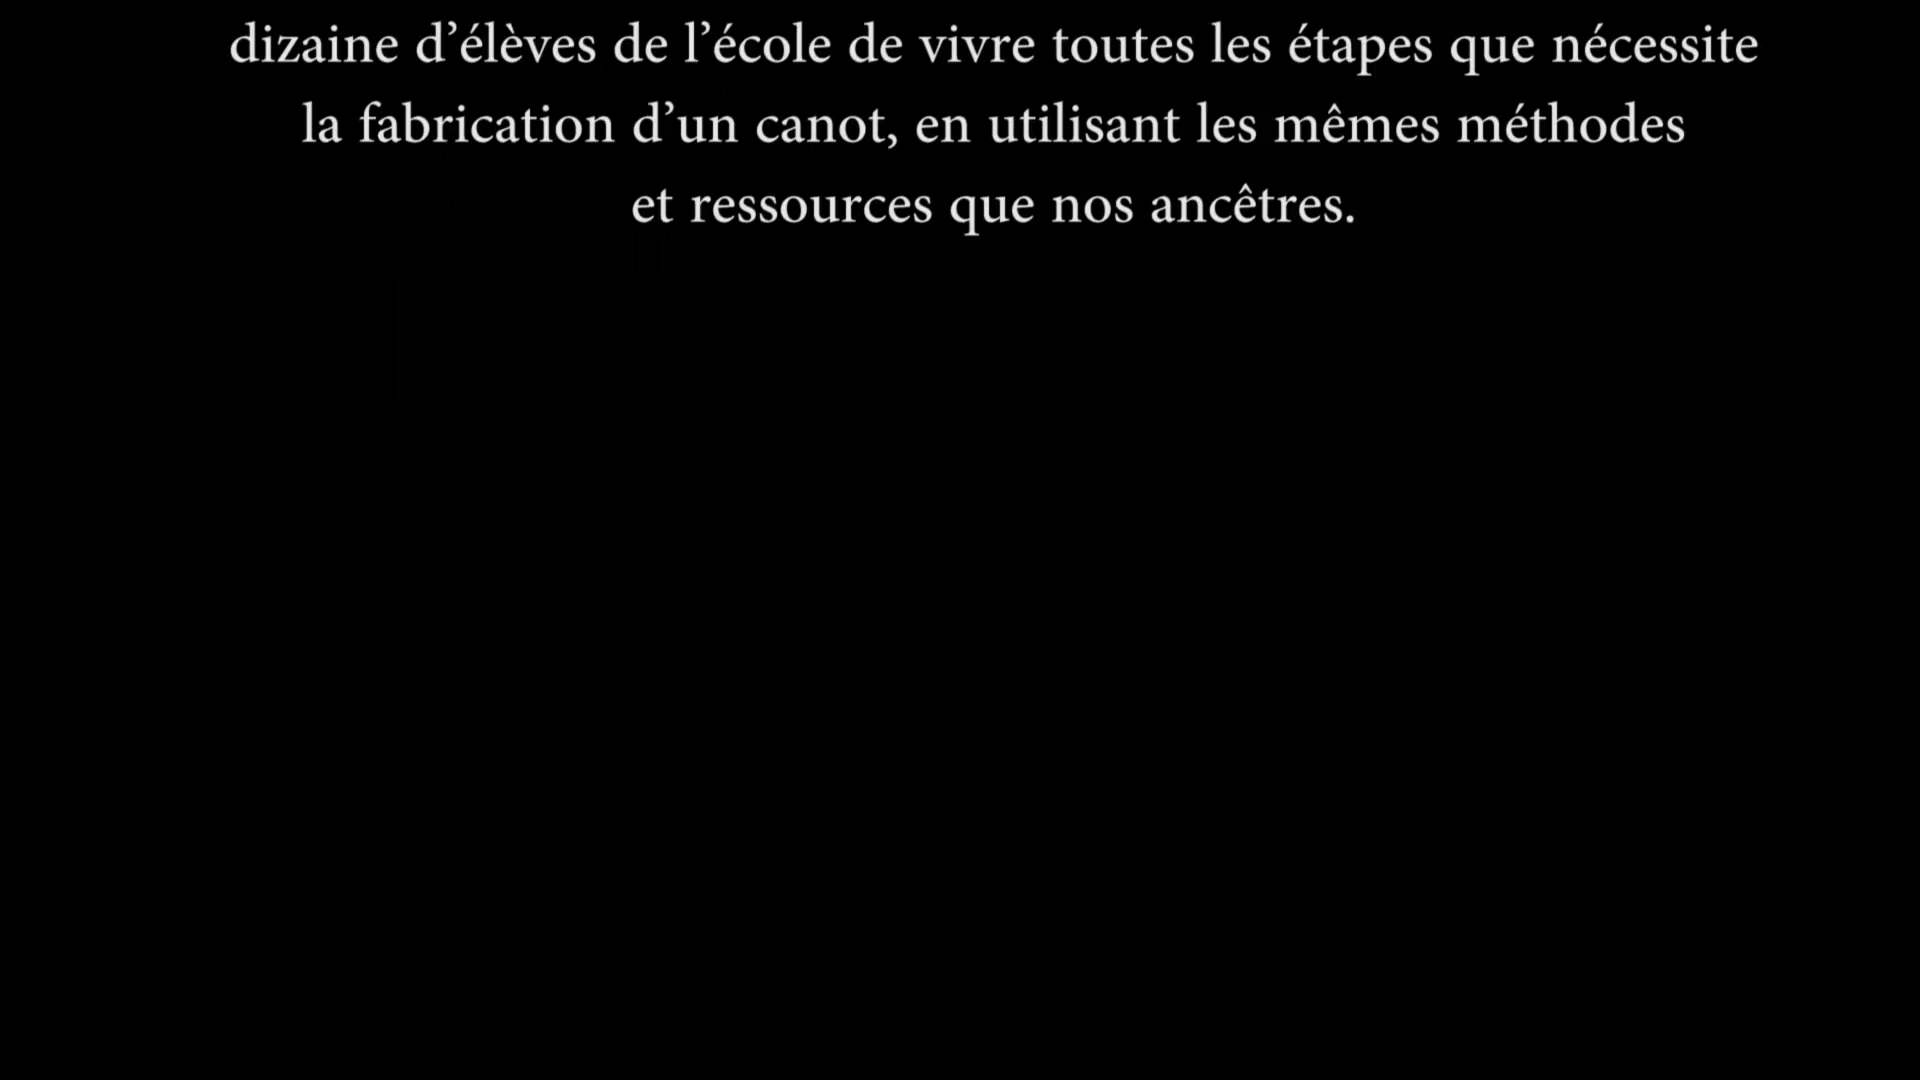 dizaine d’élèves de l’école de vivre toutes les étapes que nécessite
la fabrication d’un canot, en utilisant les mêmes méthodes
et ressources que nos ancêtres.